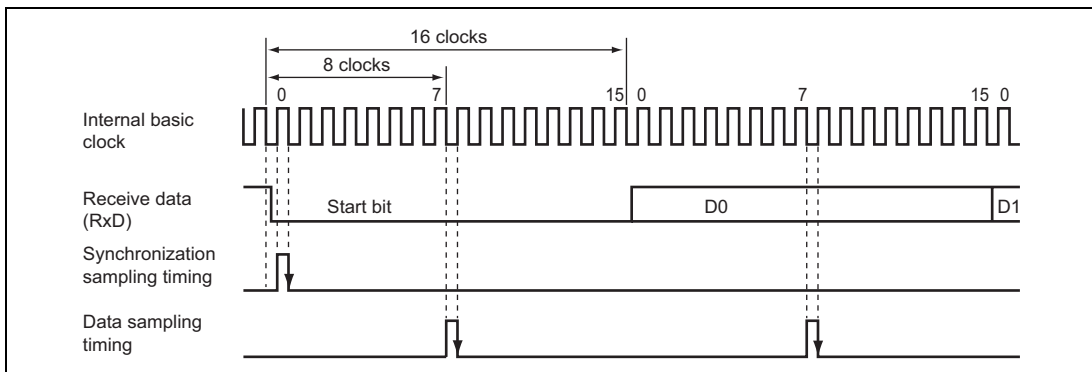 16 clocks
8 clocks
0 7 15 0 7 15 0
Internal basic
clock
Receive data
(RxD)
Start bit D0 D1
Synchronization
sampling timing
Data sampling
timing